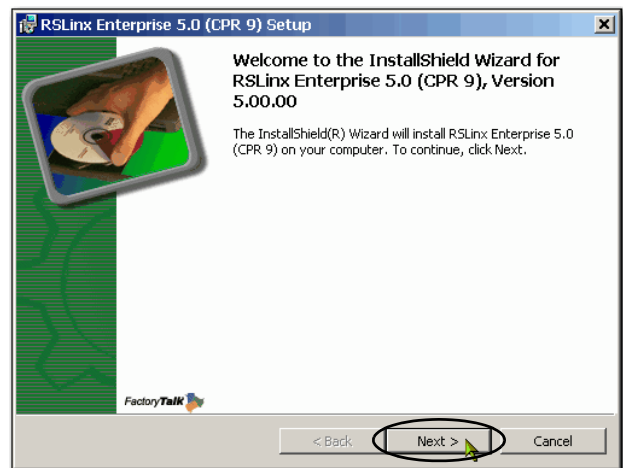 RSLinx Enterprise 5.0 (CPR 9) Setup
Welcome to the InstallShield Wizard for
RSLinx Enterprise 5.0 (CPR 9), Version
5.00.00
The InstallShield(R) Wizard will install RSLinx Enterprise 5.0
(CPR 9) on your computer. To continue, click Next.
FactoryTalk
< Back
Next >
Cancel